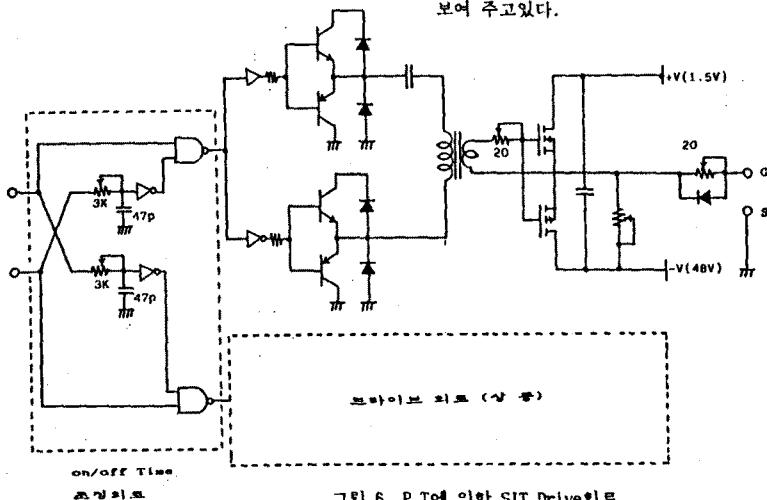 보여 주고있다.
+V(1.5V)
20
20
G
S
3K
47p
3K
47p
-V(48V)
드라이브 회로 (상 동)
on/off Time
조정회로
그림 6. P.T에 의한 SIT Drive회로